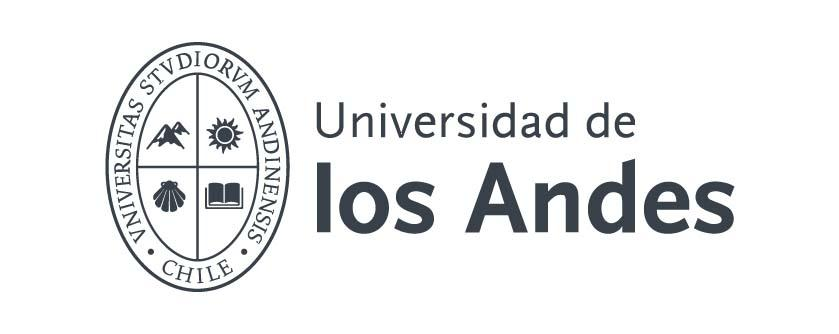 VNIVERSITAS STVDIORVM ANDINENSIS
• CHILE •
Universidad de
los Andes